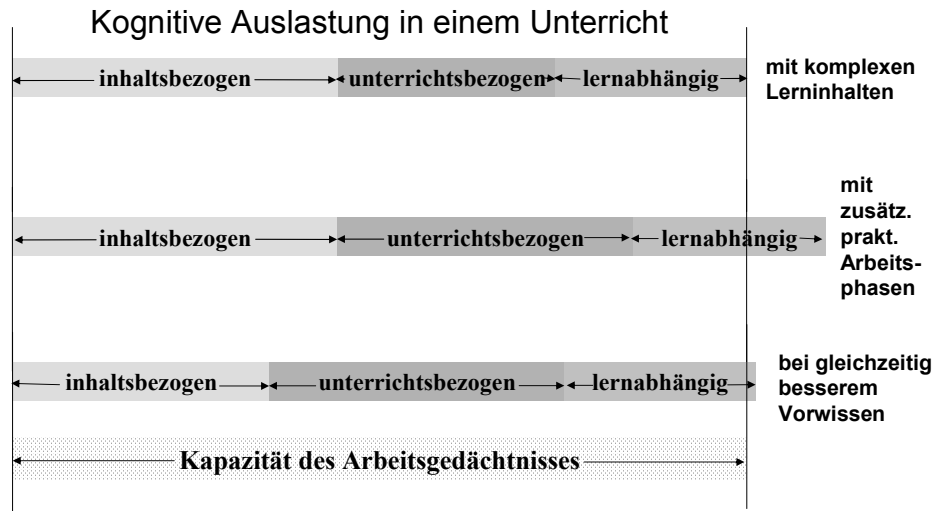 Kognitive Auslastung in einem Unterricht
inhaltsbezogen unterrichtsbezogen lernabhängig
mit komplexen
Lerninhalten
inhaltsbezogen unterrichtsbezogen lernabhängig
mit
zusätz.
prakt.
Arbeits-
phasen
inhaltsbezogen unterrichtsbezogen lernabhängig
bei gleichzeitig
besserem
Vorwissen
Kapazität des Arbeitsgedächtnisses